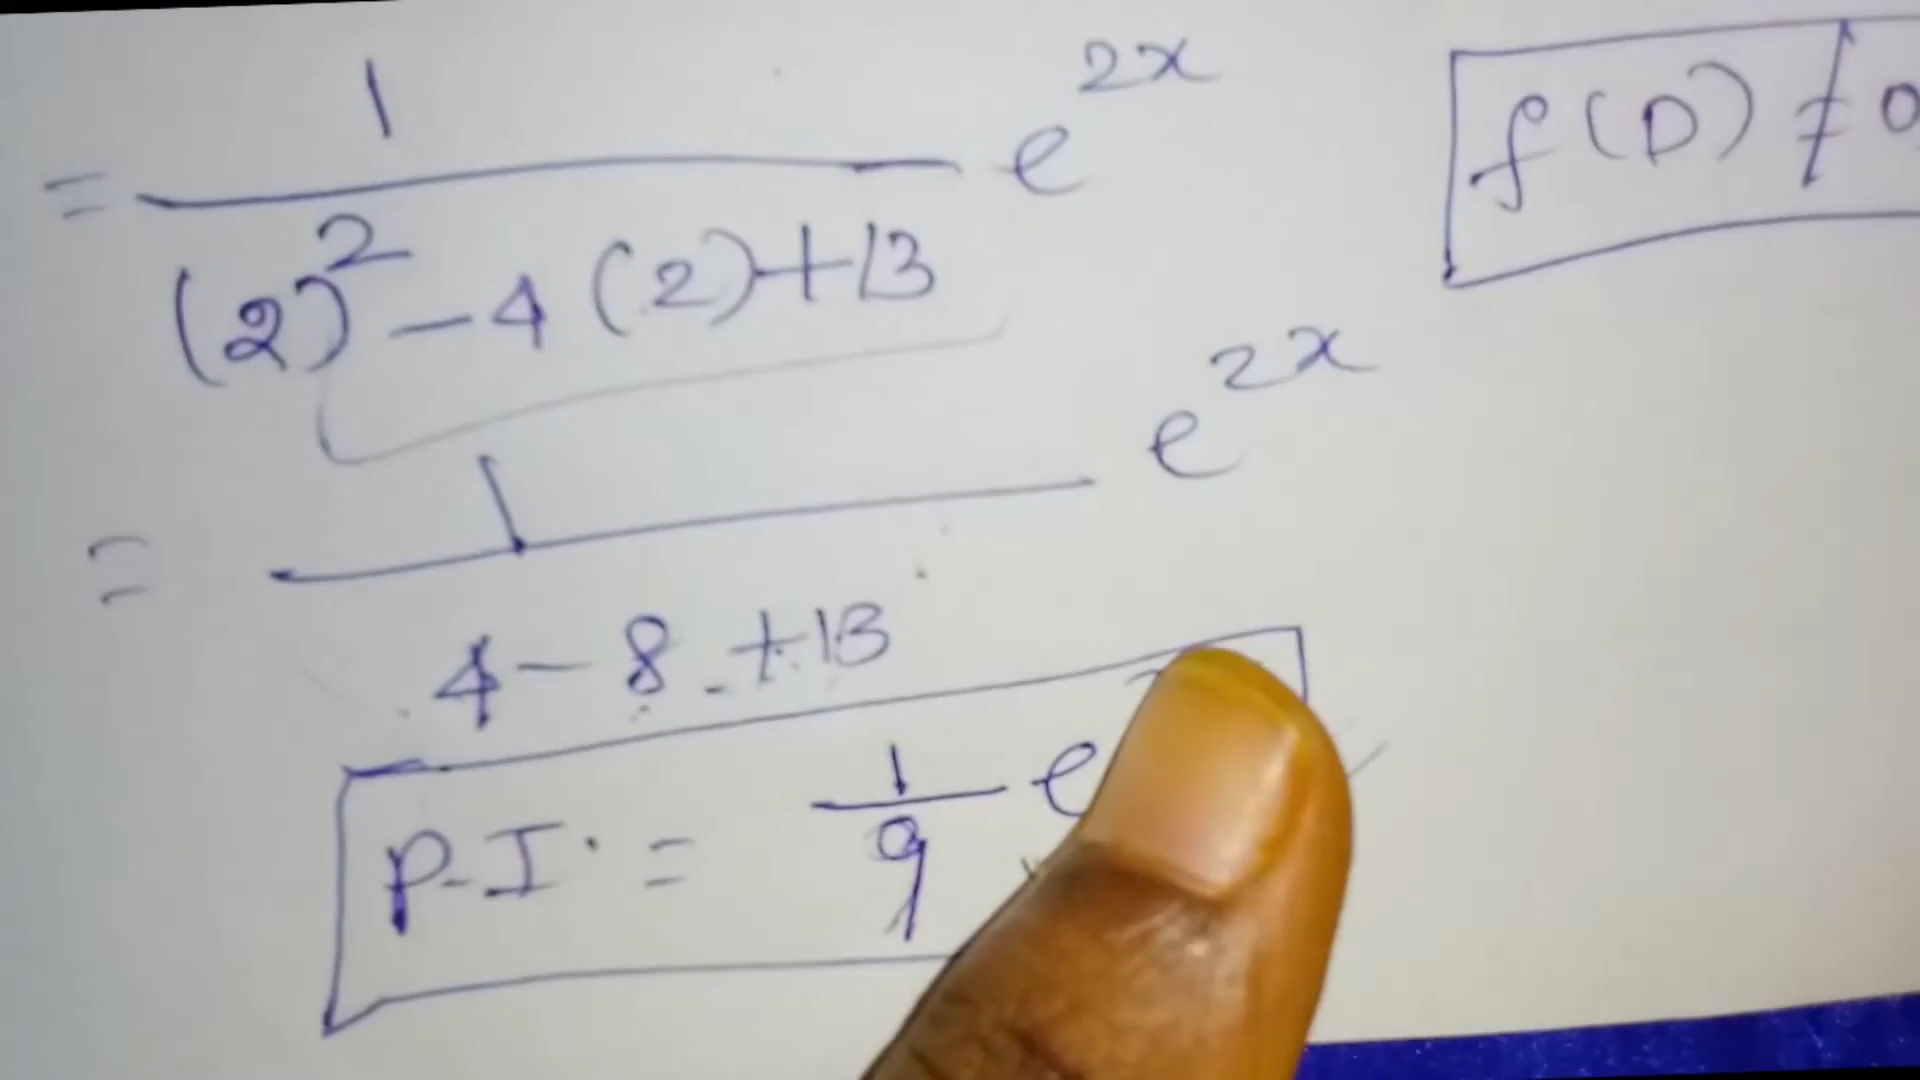 = 1 / ((2)² - 4 (2) + 13) e^2x
f(D) ≠ 0
= 1 / (4 - 8 + 13) e^2x
P.I. = 1/9 e